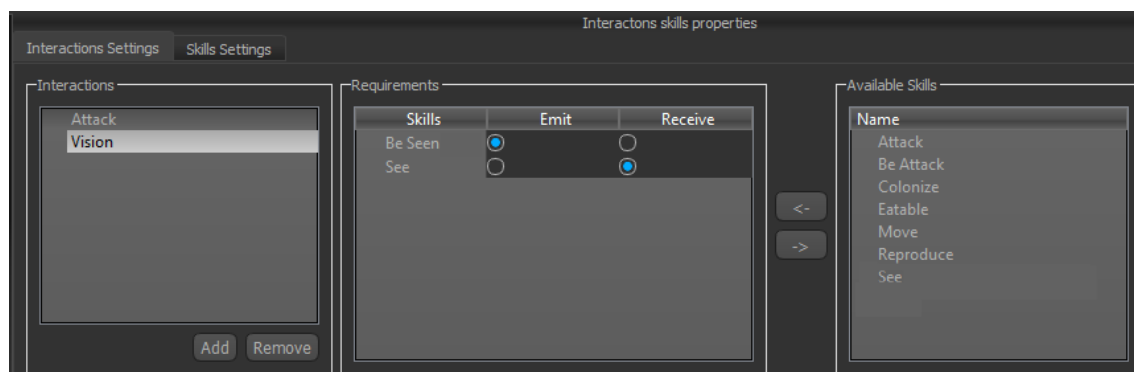 Interactons skills properties
Interactions Settings Skills Settings
Interactions
Attack
Vision
Add Remove
Requirements
Skills Emit Receive
Be Seen
See
<-
->
Available Skills
Name
Attack
Be Attack
Colonize
Eatable
Move
Reproduce
See